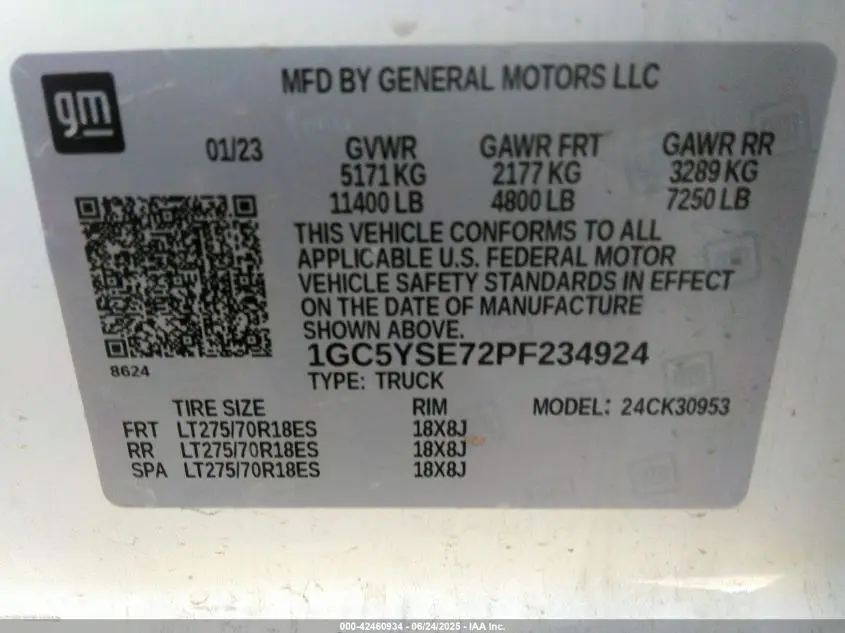 gm
MFD BY GENERAL MOTORS LLC
01/23 GVWR GAWR FRT GAWR RR
5171 KG 2177 KG 3289 KG
11400 LB 4800 LB 7250 LB
THIS VEHICLE CONFORMS TO ALL
APPLICABLE U.S. FEDERAL MOTOR
VEHICLE SAFETY STANDARDS IN EFFECT
ON THE DATE OF MANUFACTURE
SHOWN ABOVE.
1GC5YSE72PF234924
8624
TYPE: TRUCK
TIRE SIZE RIM MODEL: 24CK30953
FRT LT275/70R18ES 18X8J
RR LT275/70R18ES 18X8J
SPA LT275/70R18ES 18X8J
000-42460934 - 06/24/2025 - IAA Inc.